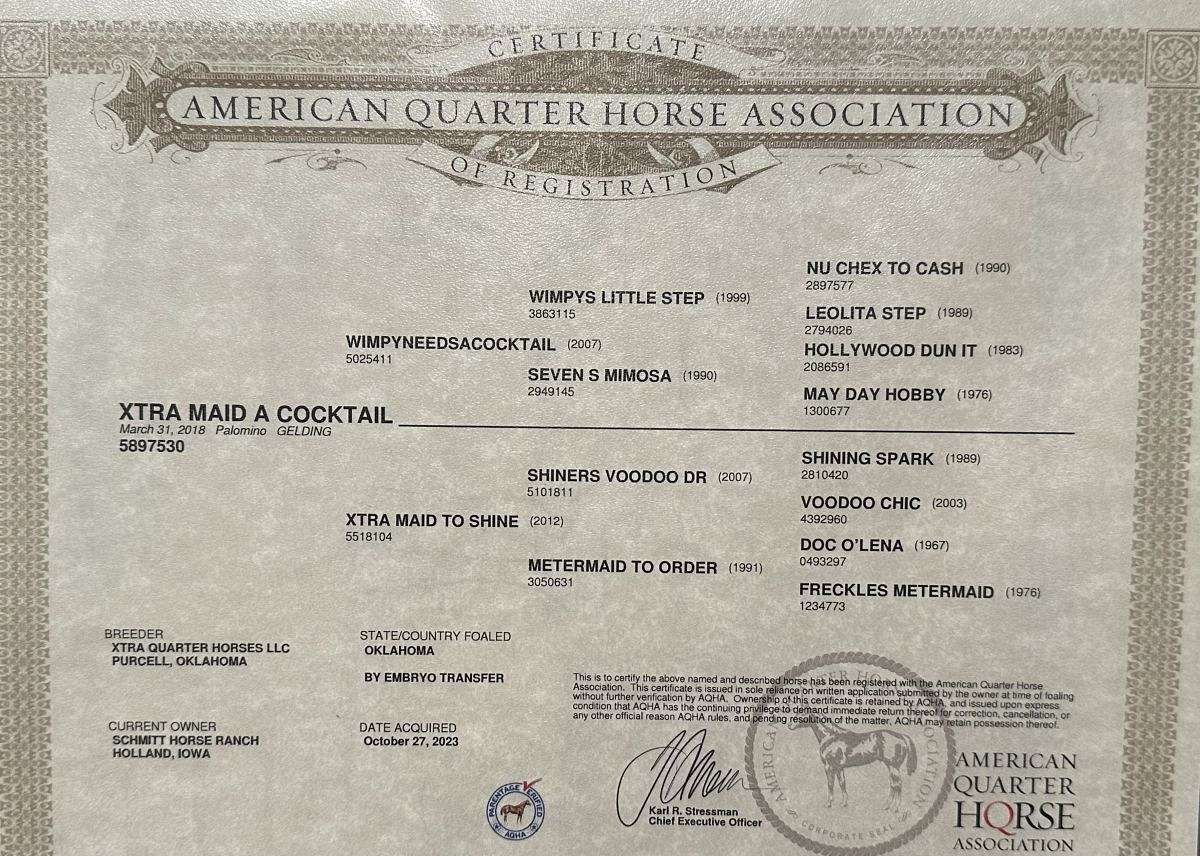 CERTIFICATE
AMERICAN QUARTER HORSE ASSOCIATION
OF REGISTRATION
NU CHEX TO CASH (1990)
2897577
WIMPYS LITTLE STEP (1999)
3863115
LEOLITA STEP (1989)
2794026
WIMPYNEEDSACOCKTAIL (2007)
5025411
HOLLYWOOD DUN IT (1983)
2086591
SEVEN S MIMOSA (1990)
2949145
MAY DAY HOBBY (1976)
1300677
XTRA MAID A COCKTAIL
March 31, 2018 Palomino GELDING
5897530
SHINING SPARK (1989)
2810420
SHINERS VOODOO DR (2007)
5101811
VOODOO CHIC (2003)
4392960
XTRA MAID TO SHINE (2012)
5518104
DOC O'LENA (1967)
0493297
METERMAID TO ORDER (1991)
3050631
FRECKLES METERMAID (1976)
1234773
BREEDER
XTRA QUARTER HORSES LLC
PURCELL, OKLAHOMA
STATE/COUNTRY FOALED
OKLAHOMA
BY EMBRYO TRANSFER
CURRENT OWNER
SCHMITT HORSE RANCH
HOLLAND, IOWA
DATE ACQUIRED
October 27, 2023
This is to certify the above named and described horse has been registered with the American Quarter Horse
Association. This certificate is issued in sole reliance on written application submitted by the owner at time of foaling
without further verification by AQHA. Ownership of this certificate is retained by AQHA, and issued upon express
condition that AQHA has the continuing privilege to demand immediate return thereof for correction, cancellation, or
any other official reason AQHA rules, and pending resolution of the matter, AQHA may retain possession thereof.
PARENTAGE VERIFIED
AQHA
Karl R. Stressman
Chief Executive Officer
AMERICAN QUARTER HORSE ASSOCIATION
CORPORATE SEAL
AMERICAN
QUARTER
HORSE
ASSOCIATION